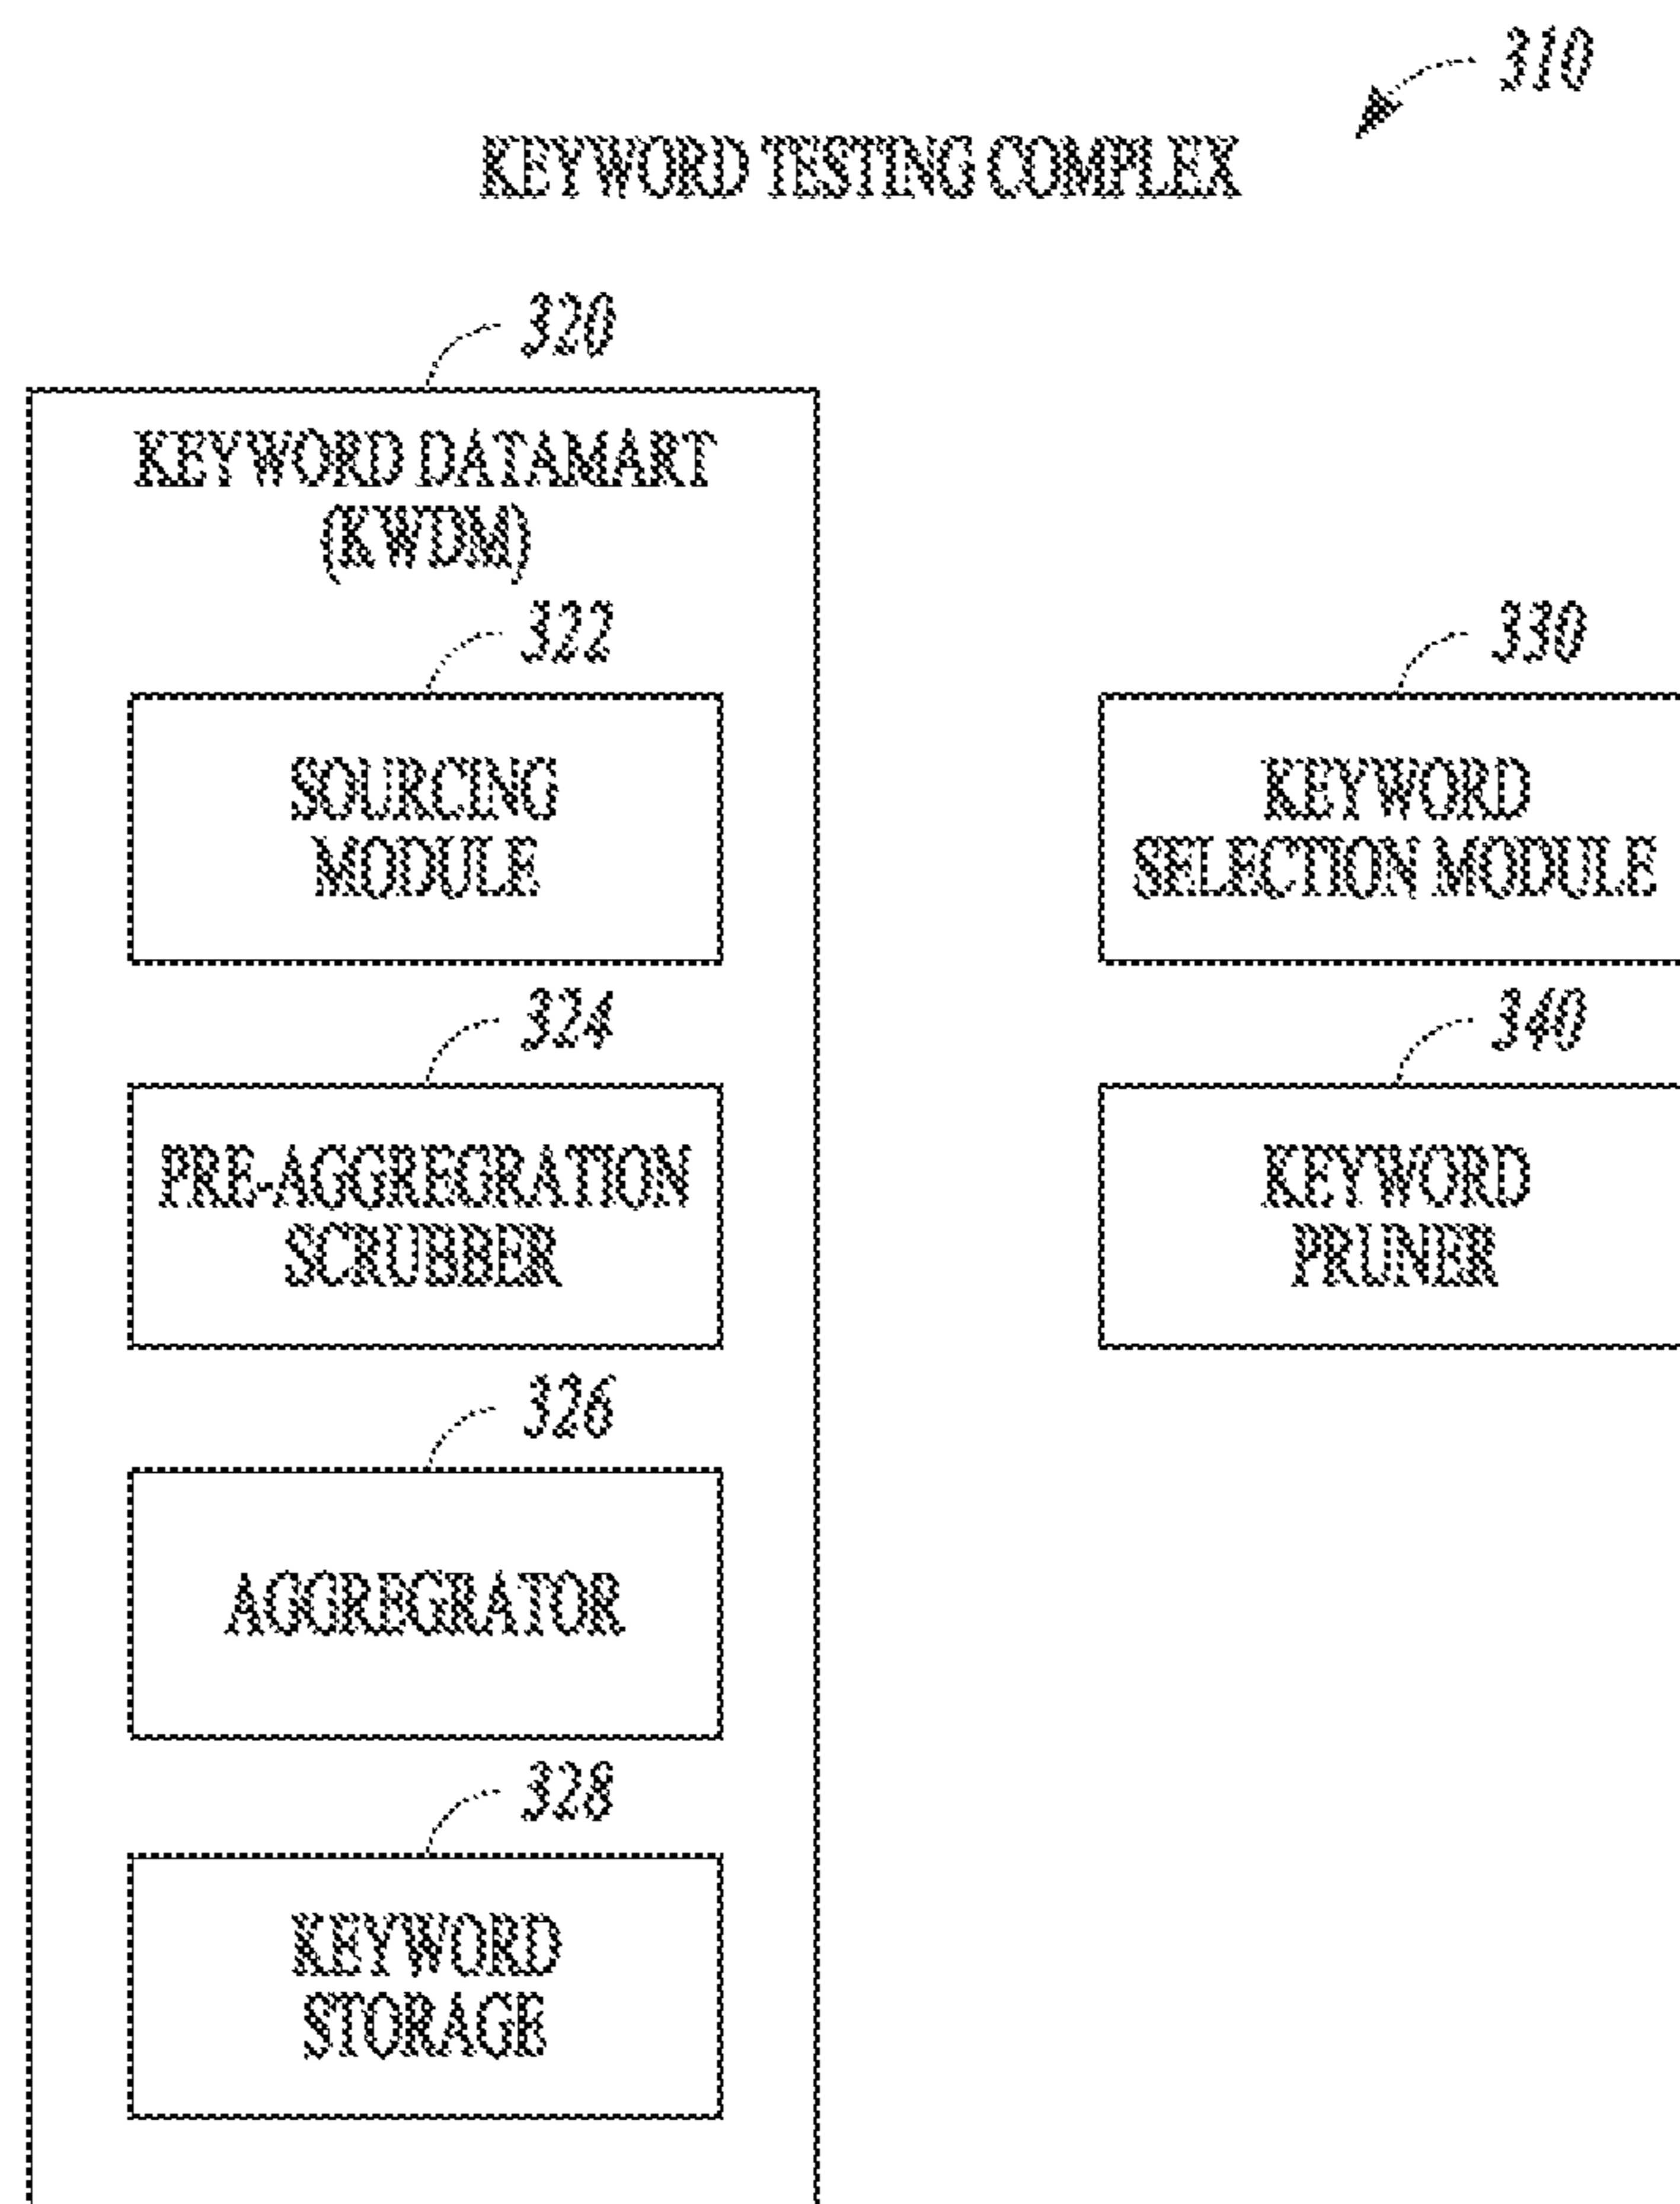 310
KEYWORD TESTING COMPLEX
320
KEYWORD DATAMART
(KWDM)
322
SOURCING
MODULE
324
PRE-AGGREGRATION
SCRUBBER
326
AGGREGRATOR
328
KEYWORD
STORAGE
330
KEYWORD
SELECTION MODULE
340
KEYWORD
PRUNER